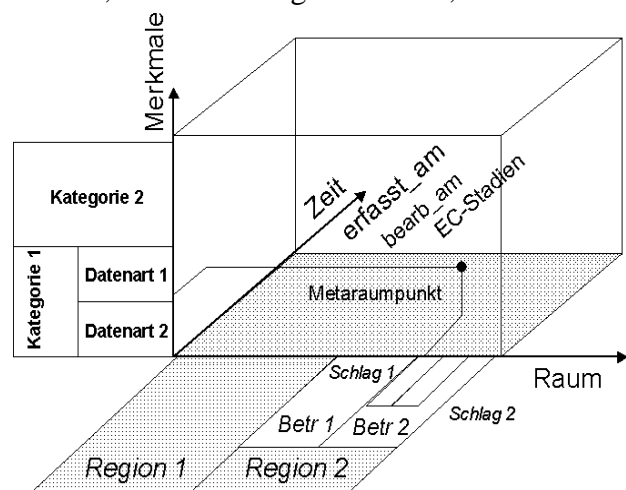 Merkmale
Zeit
erfasst_am
bearb_am
EC-Stadien
Kategorie 2
Kategorie 1
Datenart 1
Datenart 2
Metaraumpunkt
Raum
Schlag 1
Schlag 2
Betr 1
Betr 2
Region 1
Region 2